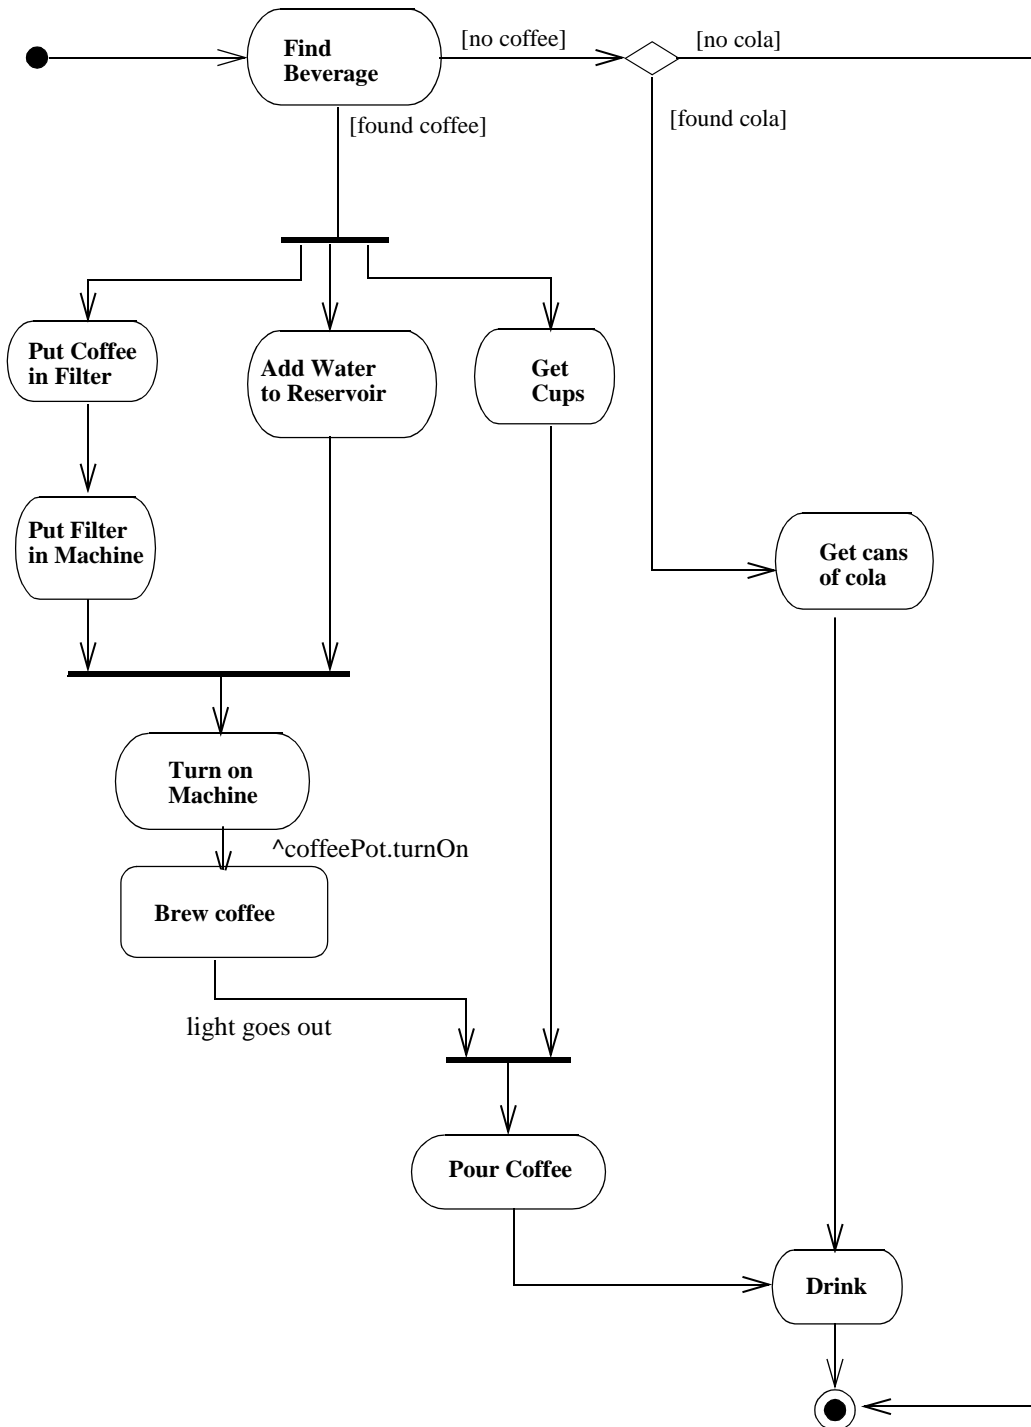 Find
Beverage
[no coffee]
[no cola]
[found coffee]
[found cola]
Put Coffee
in Filter
Add Water
to Reservoir
Get
Cups
Put Filter
in Machine
Get cans
of cola
Turn on
Machine
^coffeePot.turnOn
Brew coffee
light goes out
Pour Coffee
Drink